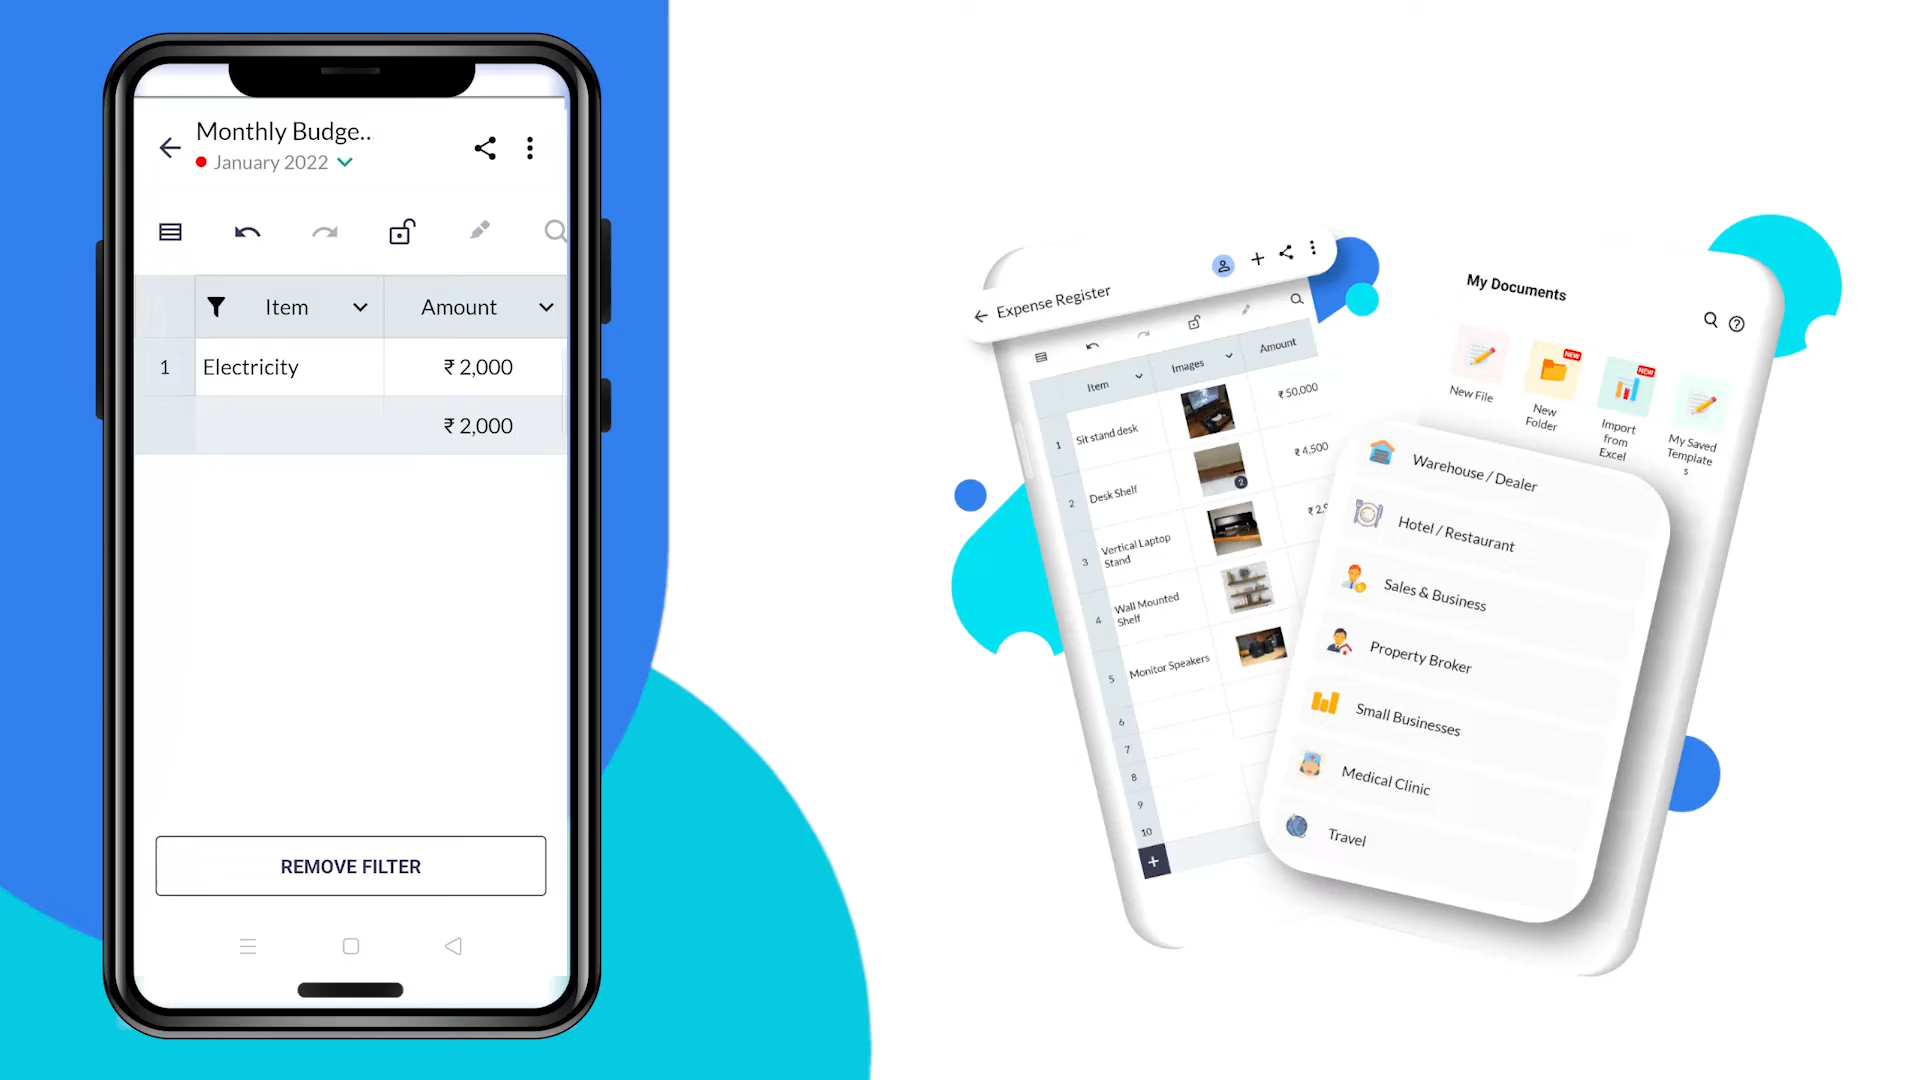 Monthly Budge..
January 2022
Item Amount
1 Electricity ₹ 2,000
₹ 2,000
REMOVE FILTER
Expense Register
Item Images Amount
1 Sit stand desk ₹ 50,000
2 Desk Shelf ₹ 4,500
2
3 Vertical Laptop
Stand
4 Wall Mounted
Shelf
5 Monitor Speakers
6
7
8
9
10
My Documents
New File
NEW
New
Folder
NEW
Import
from
Excel
My Saved
Template
s
Warehouse / Dealer
Hotel / Restaurant
Sales & Business
Property Broker
Small Businesses
Medical Clinic
Travel